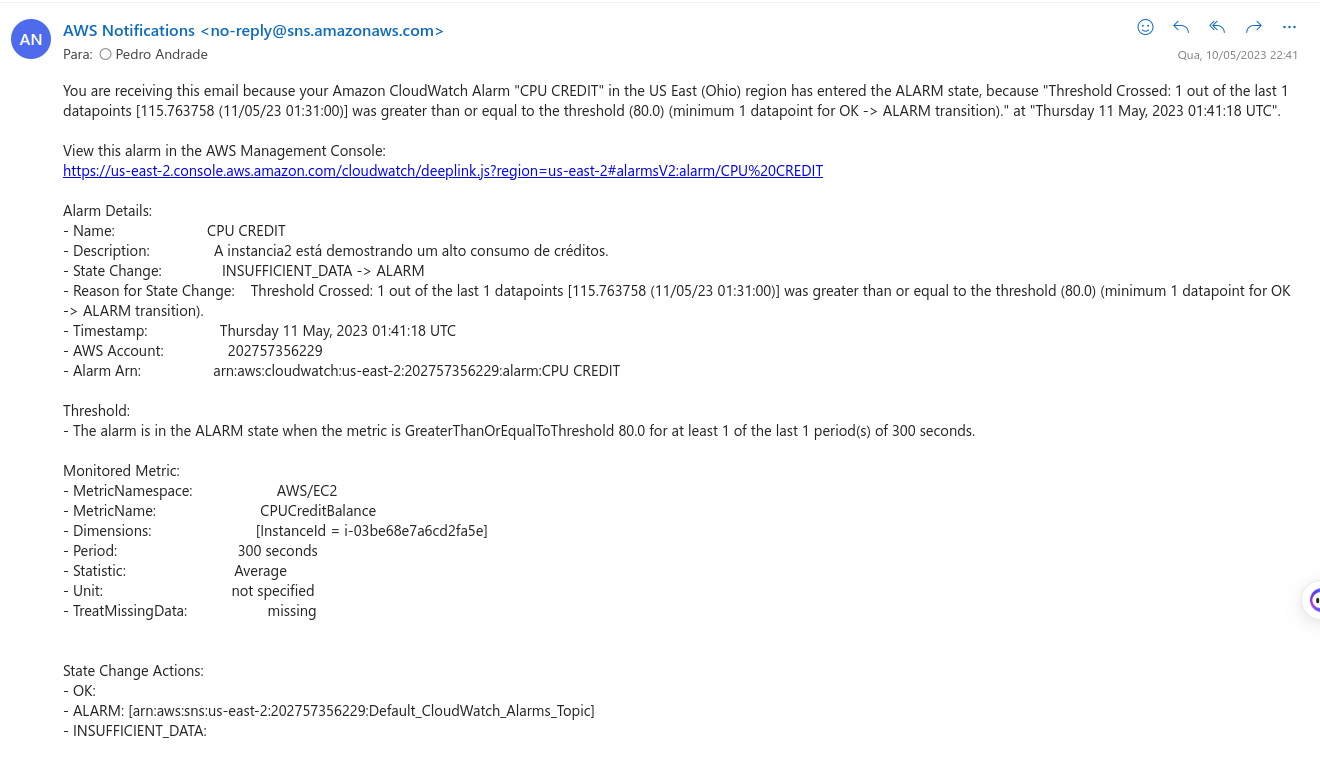 AN
AWS Notifications <no-reply@sns.amazonaws.com>
Para: Pedro Andrade
Qua, 10/05/2023 22:41
You are receiving this email because your Amazon CloudWatch Alarm "CPU CREDIT" in the US East (Ohio) region has entered the ALARM state, because "Threshold Crossed: 1 out of the last 1
datapoints [115.763758 (11/05/23 01:31:00)] was greater than or equal to the threshold (80.0) (minimum 1 datapoint for OK -> ALARM transition)." at "Thursday 11 May, 2023 01:41:18 UTC".
View this alarm in the AWS Management Console:
https://us-east-2.console.aws.amazon.com/cloudwatch/deeplink.js?region=us-east-2#alarmsV2:alarm/CPU%20CREDIT
Alarm Details:
- Name: CPU CREDIT
- Description: A instancia2 está demostrando um alto consumo de créditos.
- State Change: INSUFFICIENT_DATA -> ALARM
- Reason for State Change: Threshold Crossed: 1 out of the last 1 datapoints [115.763758 (11/05/23 01:31:00)] was greater than or equal to the threshold (80.0) (minimum 1 datapoint for OK
-> ALARM transition).
- Timestamp: Thursday 11 May, 2023 01:41:18 UTC
- AWS Account: 202757356229
- Alarm Arn: arn:aws:cloudwatch:us-east-2:202757356229:alarm:CPU CREDIT
Threshold:
- The alarm is in the ALARM state when the metric is GreaterThanOrEqualToThreshold 80.0 for at least 1 of the last 1 period(s) of 300 seconds.
Monitored Metric:
- MetricNamespace: AWS/EC2
- MetricName: CPUCreditBalance
- Dimensions: [InstanceId = i-03be68e7a6cd2fa5e]
- Period: 300 seconds
- Statistic: Average
- Unit: not specified
- TreatMissingData: missing
State Change Actions:
- OK:
- ALARM: [arn:aws:sns:us-east-2:202757356229:Default_CloudWatch_Alarms_Topic]
- INSUFFICIENT_DATA: